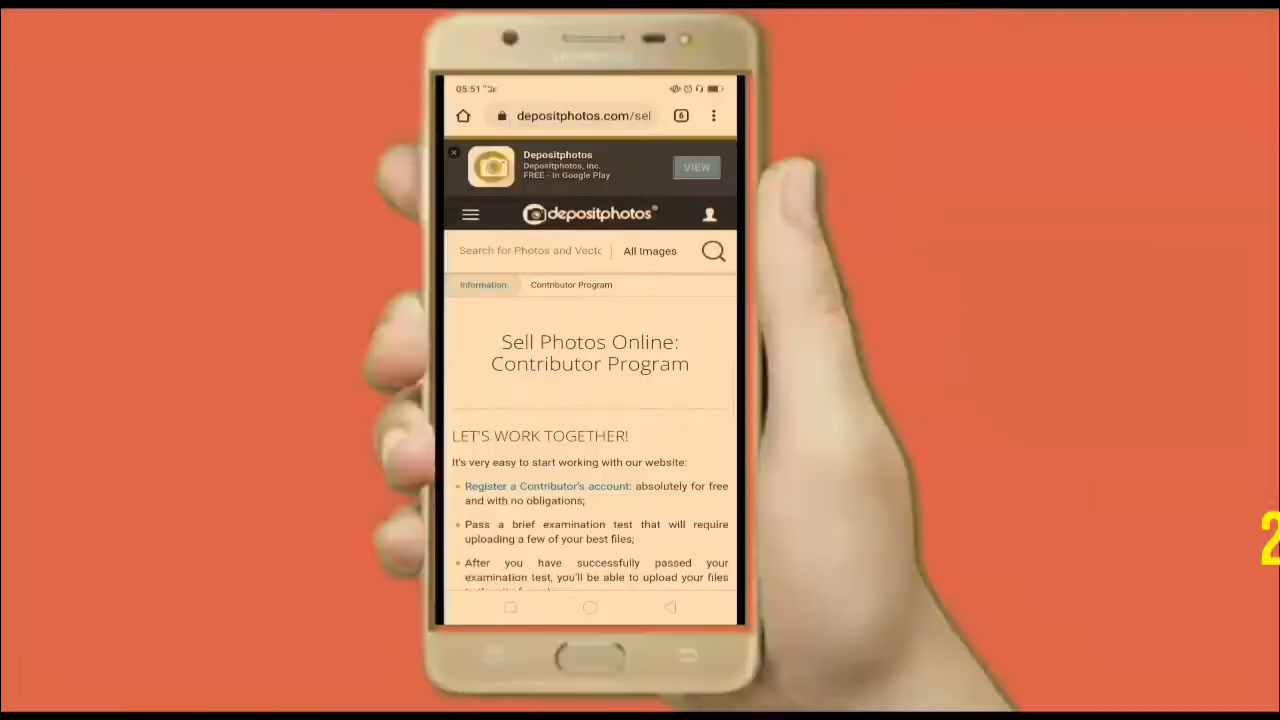 05:51
depositphotos.com/sel
6
Depositphotos
Depositphotos, Inc.
FREE - In Google Play
VIEW
depositphotos
Search for Photos and Vecto
All Images
Information
Contributor Program
Sell Photos Online:
Contributor Program
LET'S WORK TOGETHER!
It's very easy to start working with our website:
• Register a Contributor's account: absolutely for free
and with no obligations;
• Pass a brief examination test that will require
uploading a few of your best files;
• After you have successfully passed your
examination test, you'll be able to upload your files
2